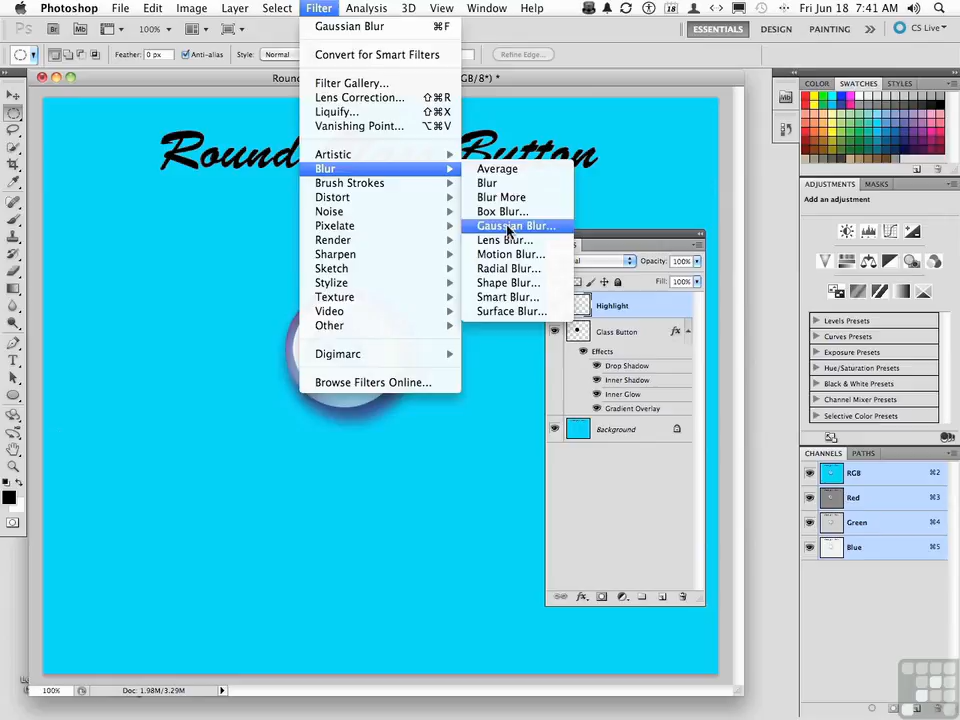 Photoshop File Edit Image Layer Select Filter Analysis 3D View Window Help 18 Fri Jun 18 7:41 AM
Ps Br Mb 100% ESSENTIALS DESIGN PAINTING >> CS Live
Feather: 0 px Anti-alias Style: Normal Refine Edge...
Gaussian Blur ⌘F
Convert for Smart Filters
Filter Gallery...
Lens Correction... ⇧⌘R
Liquify... ⇧⌘X
Vanishing Point... ⌥⌘V
Artistic
Blur
Brush Strokes
Distort
Noise
Pixelate
Render
Sharpen
Sketch
Stylize
Texture
Video
Other
Digimarc
Browse Filters Online...
Average
Blur
Blur More
Box Blur...
Gaussian Blur...
Lens Blur...
Motion Blur...
Radial Blur...
Shape Blur...
Smart Blur...
Surface Blur...
Round Button
Opacity: 100%
Fill: 100%
Highlight
Glass Button fx
Effects
Drop Shadow
Inner Shadow
Inner Glow
Gradient Overlay
Background
COLOR SWATCHES STYLES
ADJUSTMENTS MASKS
Add an adjustment
Levels Presets
Curves Presets
Exposure Presets
Hue/Saturation Presets
Black & White Presets
Channel Mixer Presets
Selective Color Presets
CHANNELS PATHS
RGB ⌘2
Red ⌘3
Green ⌘4
Blue ⌘5
100% Doc: 1.98M/3.29M